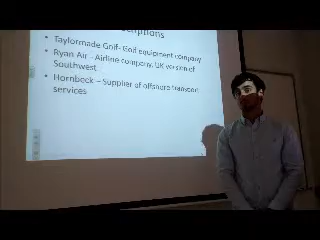 • Taylormade Golf- Golf equipment company
• Ryan Air - Airline company, UK version of
Southwest
• Hornbeck – Supplier of offshore transport
services